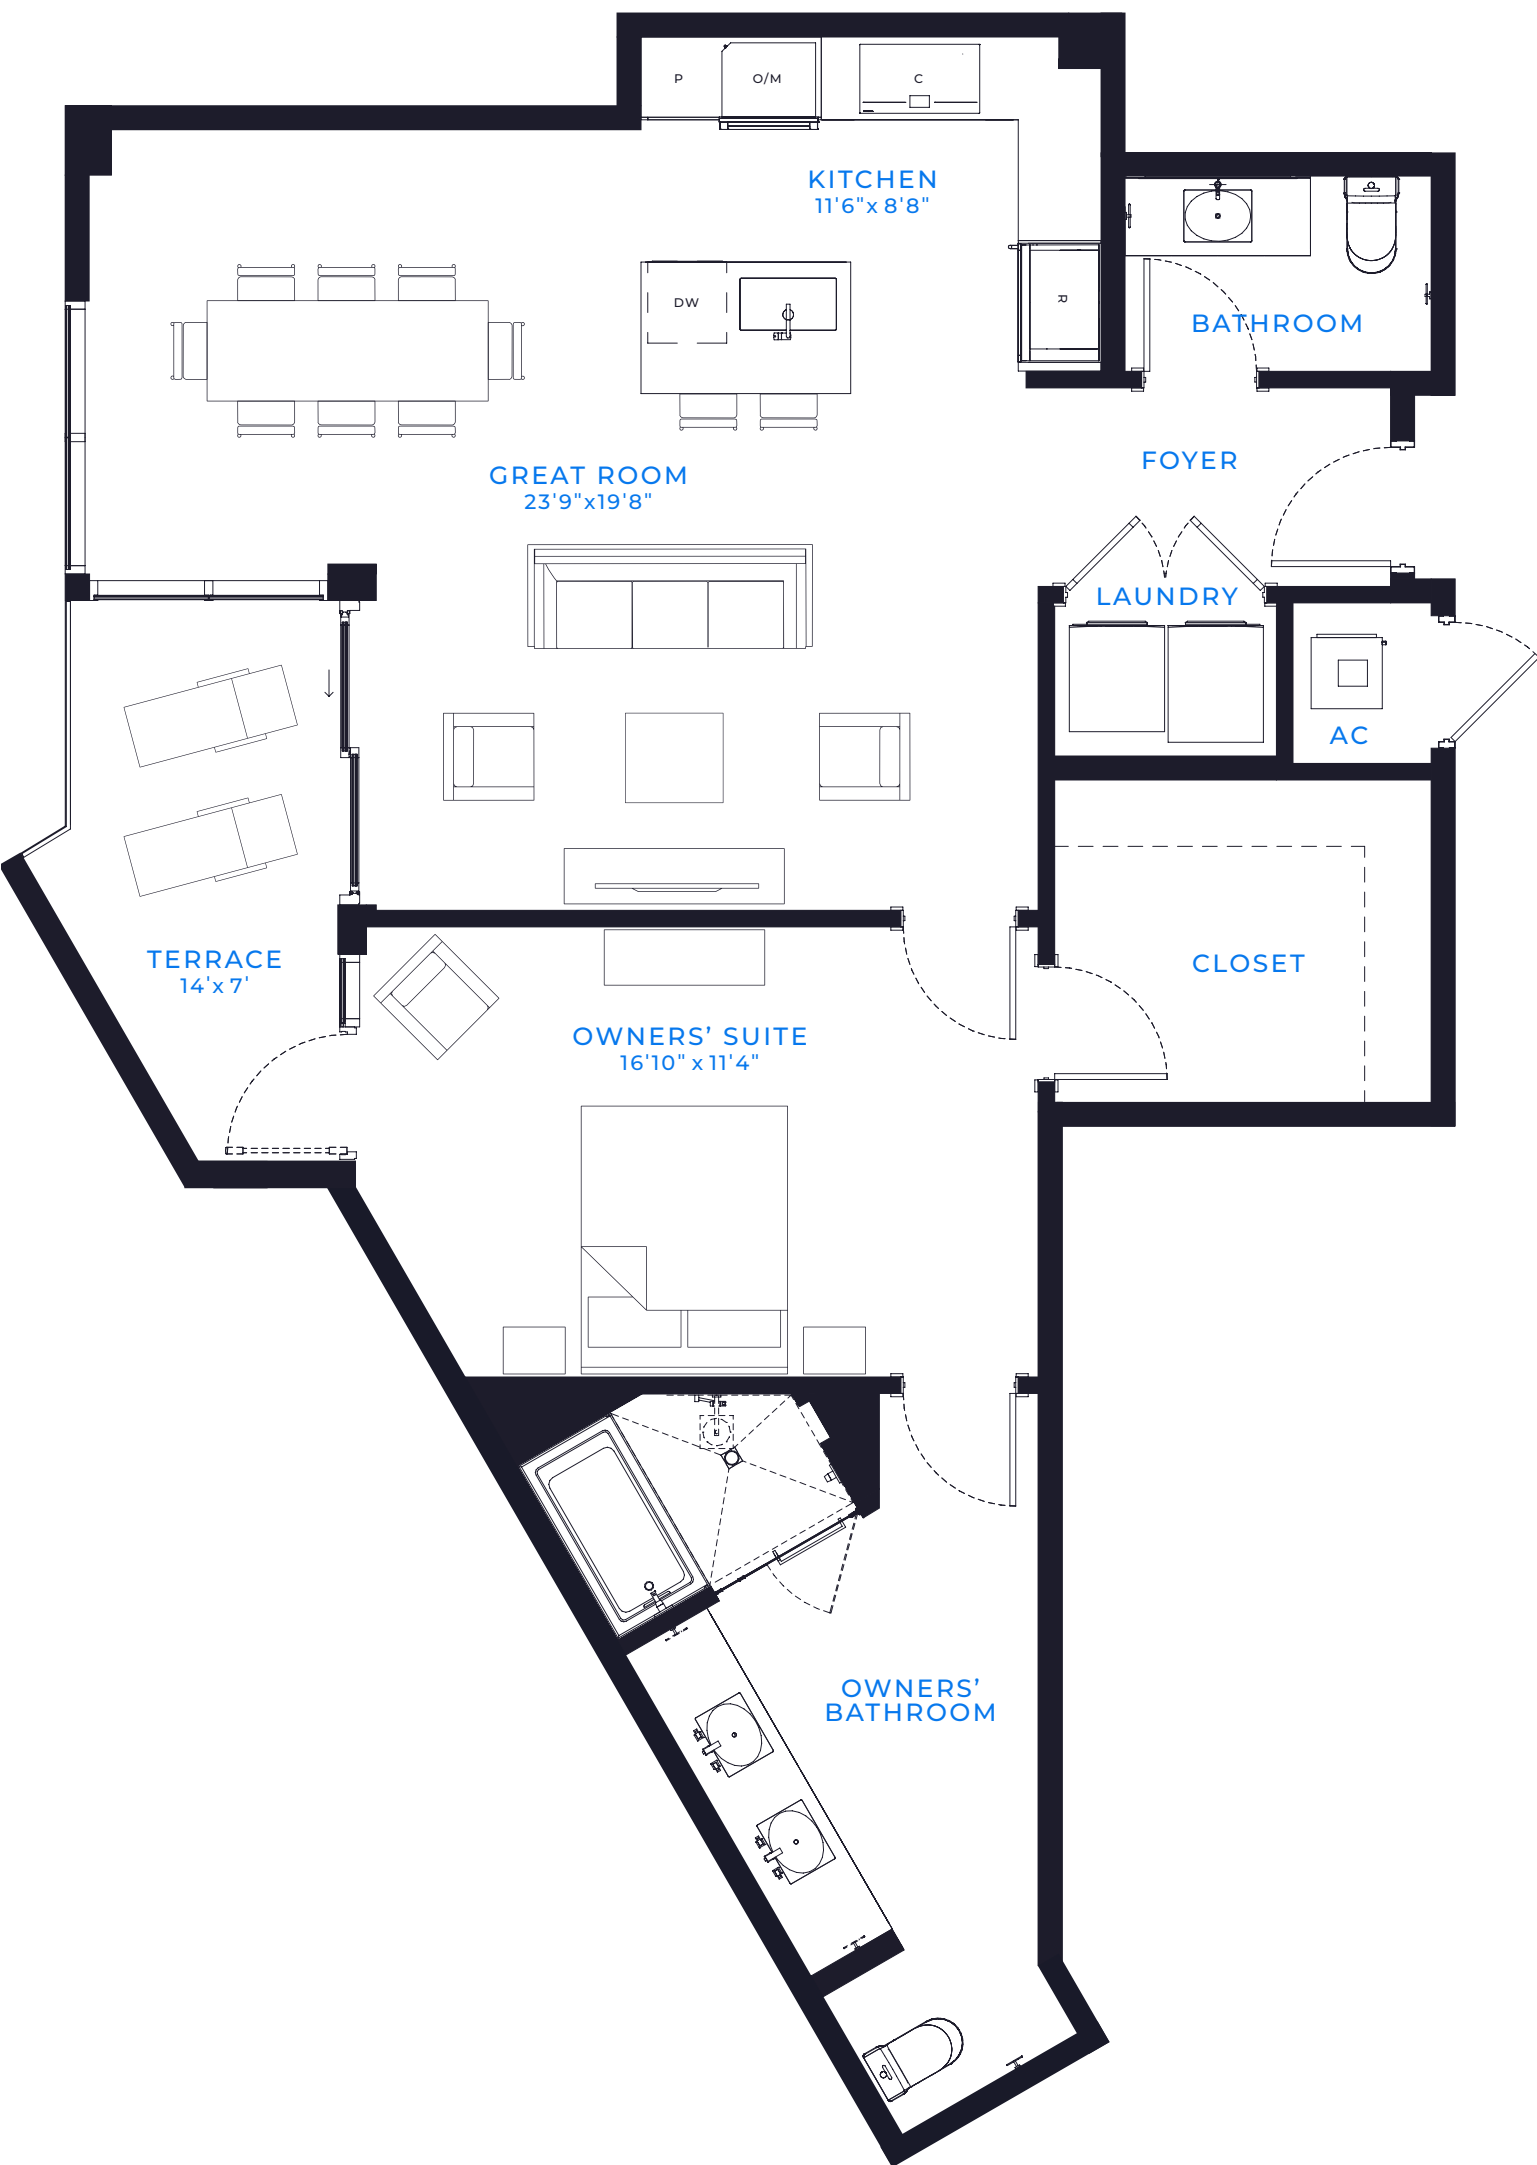 P
O/M
C
KITCHEN
11'6"x 8'8"
DW
R
BATHROOM
GREAT ROOM
23'9"x19'8"
FOYER
LAUNDRY
AC
TERRACE
14'x 7'
CLOSET
OWNERS’ SUITE
16'10" x 11'4"
OWNERS’
BATHROOM